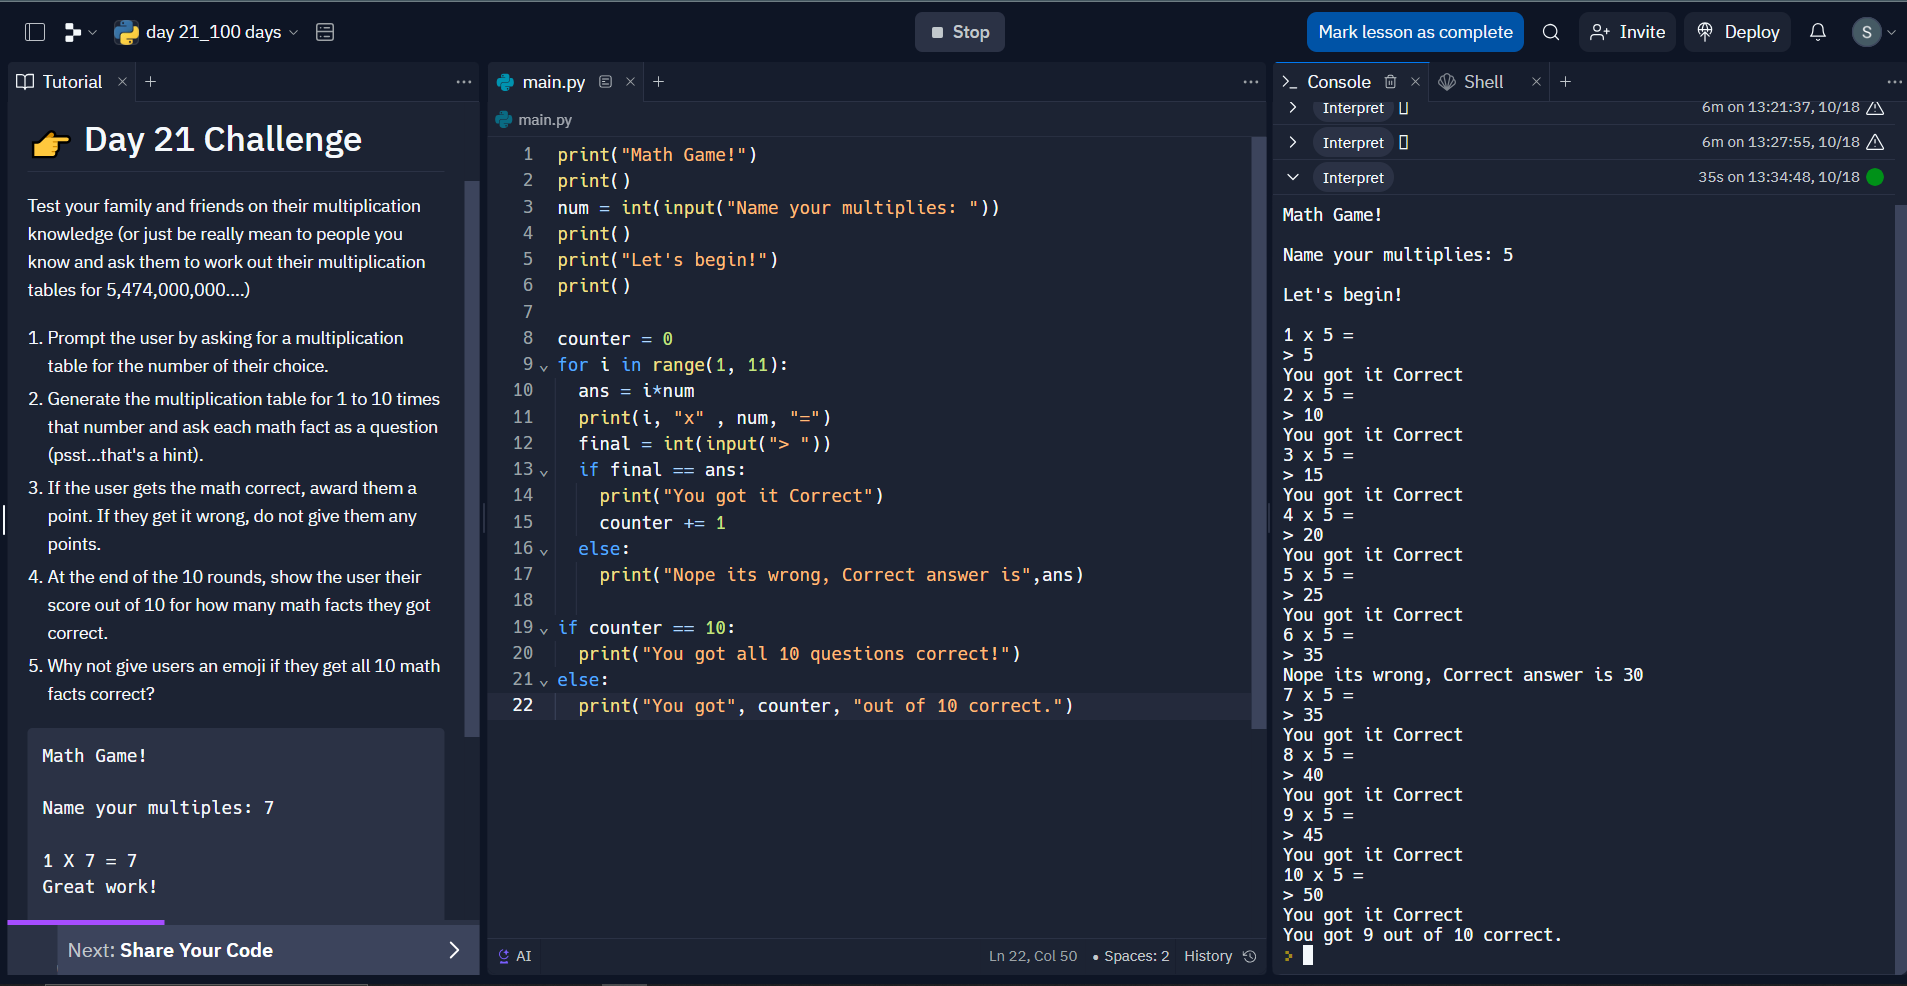 day 21_100 days
Stop
Mark lesson as complete
Invite
Deploy
S
Tutorial
👉 Day 21 Challenge
Test your family and friends on their multiplication
knowledge (or just be really mean to people you
know and ask them to work out their multiplication
tables for 5,474,000,000....)
1. Prompt the user by asking for a multiplication
table for the number of their choice.
2. Generate the multiplication table for 1 to 10 times
that number and ask each math fact as a question
(psst...that's a hint).
3. If the user gets the math correct, award them a
point. If they get it wrong, do not give them any
points.
4. At the end of the 10 rounds, show the user their
score out of 10 for how many math facts they got
correct.
5. Why not give users an emoji if they get all 10 math
facts correct?
Math Game!
Name your multiples: 7
1 X 7 = 7
Great work!
Next: Share Your Code
main.py
main.py
1 print("Math Game!")
2 print()
3 num = int(input("Name your multiplies: "))
4 print()
5 print("Let's begin!")
6 print()
7
8 counter = 0
9 for i in range(1, 11):
10   ans = i*num
11   print(i, "x" , num, "=")
12   final = int(input("> "))
13   if final == ans:
14     print("You got it Correct")
15     counter += 1
16   else:
17     print("Nope its wrong, Correct answer is",ans)
18
19 if counter == 10:
20   print("You got all 10 questions correct!")
21 else:
22   print("You got", counter, "out of 10 correct.")
AI
Ln 22, Col 50 • Spaces: 2 History
Console
Shell
Interpret 6m on 13:21:37, 10/18
Interpret 6m on 13:27:55, 10/18
Interpret 35s on 13:34:48, 10/18
Math Game!
Name your multiplies: 5
Let's begin!
1 x 5 =
> 5
You got it Correct
2 x 5 =
> 10
You got it Correct
3 x 5 =
> 15
You got it Correct
4 x 5 =
> 20
You got it Correct
5 x 5 =
> 25
You got it Correct
6 x 5 =
> 35
Nope its wrong, Correct answer is 30
7 x 5 =
> 35
You got it Correct
8 x 5 =
> 40
You got it Correct
9 x 5 =
> 45
You got it Correct
10 x 5 =
> 50
You got it Correct
You got 9 out of 10 correct.